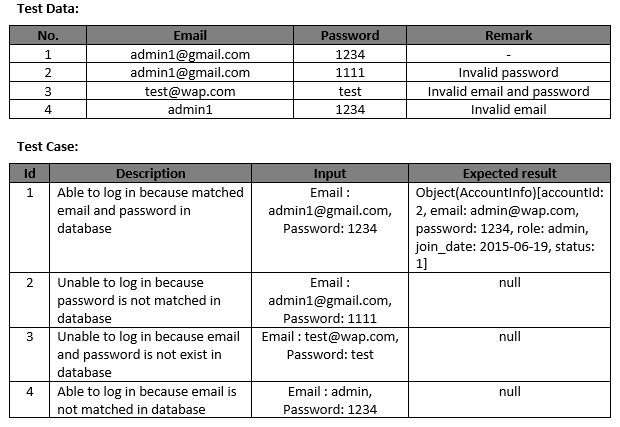 Test Data:
No. Email Password Remark
1 admin1@gmail.com 1234 -
2 admin1@gmail.com 1111 Invalid password
3 test@wap.com test Invalid email and password
4 admin1 1234 Invalid email
Test Case:
Id Description Input Expected result
1 Able to log in because matched Email : Object(AccountInfo)[accountId:
email and password in admin1@gmail.com, 2, email: admin@wap.com,
database Password: 1234 password: 1234, role: admin,
join_date: 2015-06-19, status:
1]
2 Unable to log in because Email : null
password is not matched in admin1@gmail.com,
database Password: 1111
3 Unable to log in because email Email : test@wap.com, null
and password is not exist in Password: test
database
4 Able to log in because email is Email : admin, null
not matched in database Password: 1234